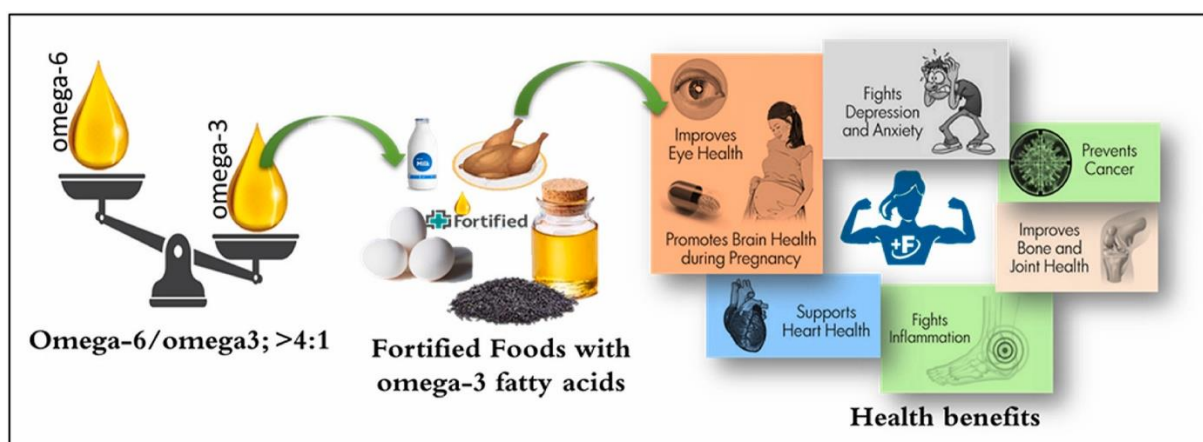 omega-6
omega-3
Omega-6/omega3; >4:1
MILK
Fortified
Fortified Foods with
omega-3 fatty acids
Improves
Eye Health
Promotes Brain Health
during Pregnancy
Fights
Depression
and Anxiety
Prevents
Cancer
Improves
Bone and
Joint Health
Supports
Heart Health
Fights
Inflammation
+F
Health benefits